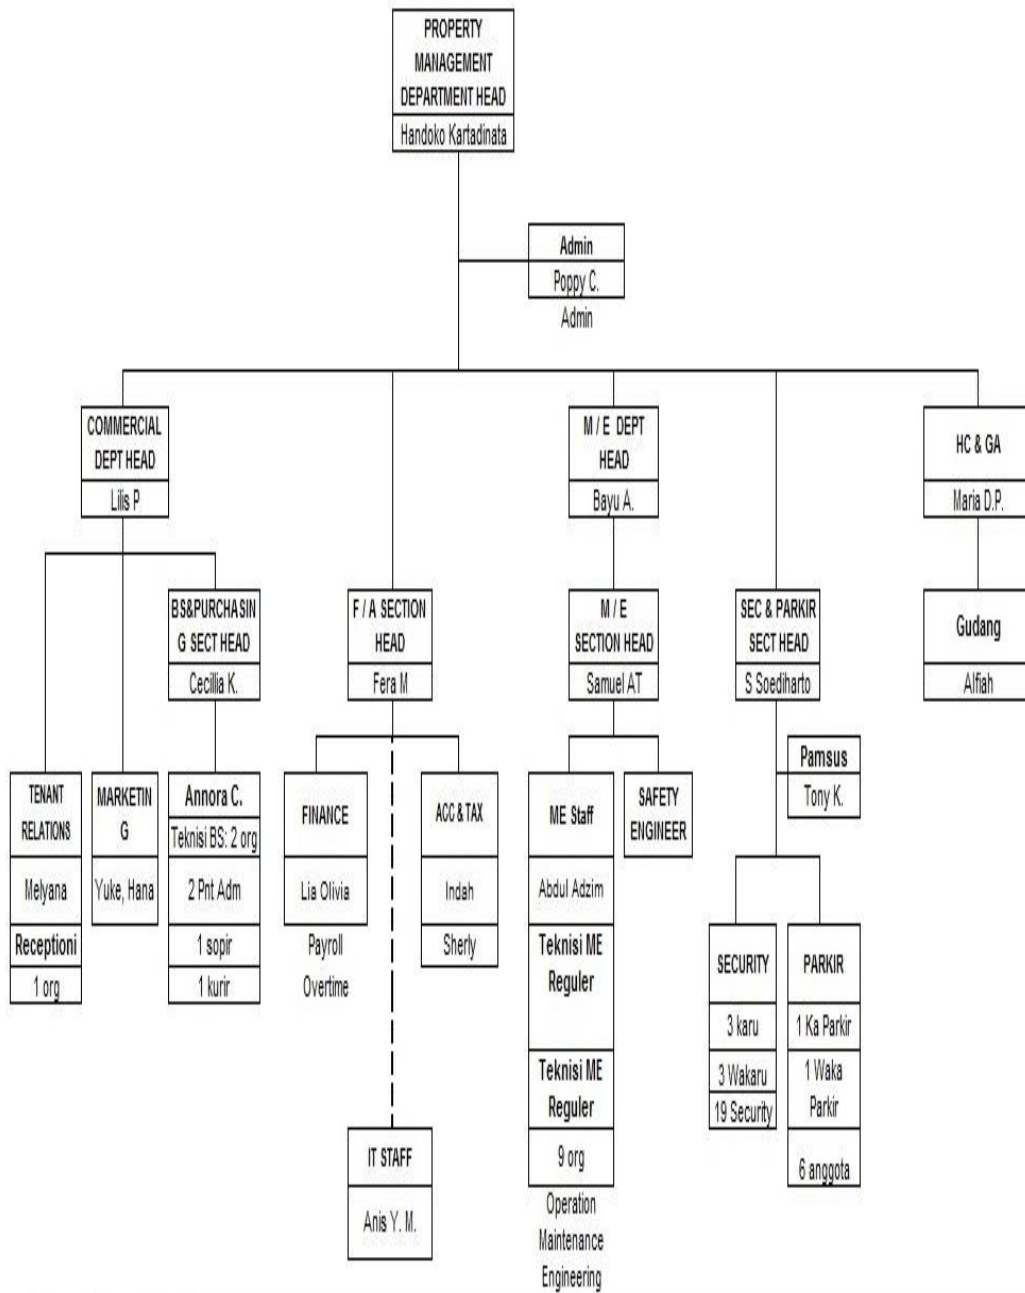 PROPERTY
MANAGEMENT
DEPARTMENT HEAD
Handoko Kartadinata
Admin
Poppy C.
Admin
COMMERCIAL
DEPT HEAD
Lilis P
M / E DEPT
HEAD
Bayu A.
HC & GA
Maria D.P.
BS&PURCHASIN
G SECT HEAD
Cecillia K.
F / A SECTION
HEAD
Fera M
M / E
SECTION HEAD
Samuel AT
SEC & PARKIR
SECT HEAD
S Soediharto
Gudang
Alfiah
TENANT
RELATIONS
Melyana
Receptioni
1 org
MARKETIN
G
Yuke, Hana
Annora C.
Teknisi BS: 2 org
2 Pnt Adm
1 sopir
1 kurir
FINANCE
Lia Olivia
Payroll
Overtime
ACC & TAX
Indah
Sherly
IT STAFF
Anis Y. M.
ME Staff
Abdul Adzim
Teknisi ME
Reguler
Teknisi ME
Reguler
9 org
Operation
Maintenance
Engineering
SAFETY
ENGINEER
Pamsus
Tony K.
SECURITY
3 karu
3 Wakaru
19 Security
PARKIR
1 Ka Parkir
1 Waka
Parkir
6 anggota